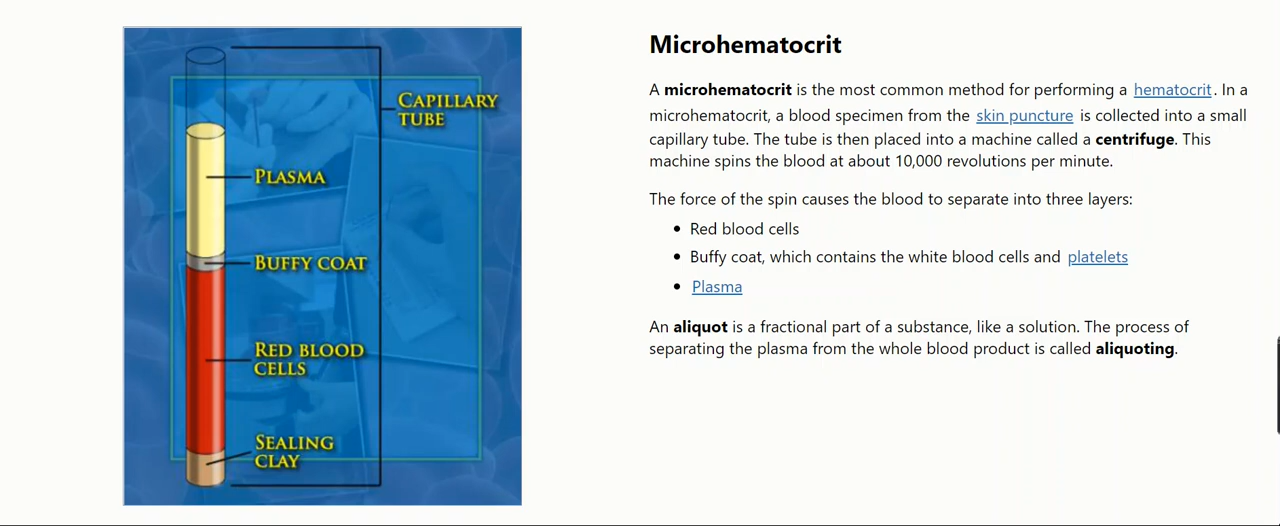 CAPILLARY
TUBE
PLASMA
BUFFY COAT
RED BLOOD
CELLS
SEALING
CLAY
Microhematocrit
A microhematocrit is the most common method for performing a hematocrit. In a
microhematocrit, a blood specimen from the skin puncture is collected into a small
capillary tube. The tube is then placed into a machine called a centrifuge. This
machine spins the blood at about 10,000 revolutions per minute.
The force of the spin causes the blood to separate into three layers:
• Red blood cells
• Buffy coat, which contains the white blood cells and platelets
• Plasma
An aliquot is a fractional part of a substance, like a solution. The process of
separating the plasma from the whole blood product is called aliquoting.